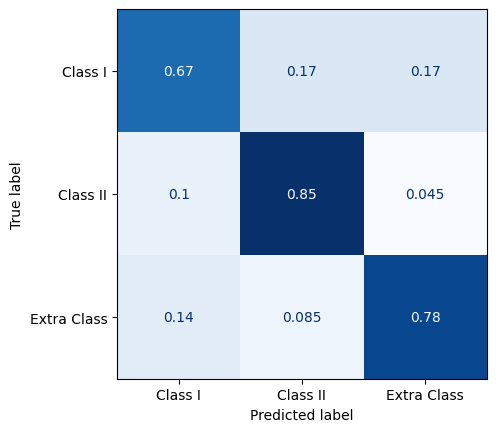 True label
Class I
0.67
0.17
0.17
Class II
0.1
0.85
0.045
Extra Class
0.14
0.085
0.78
Class I
Class II
Extra Class
Predicted label